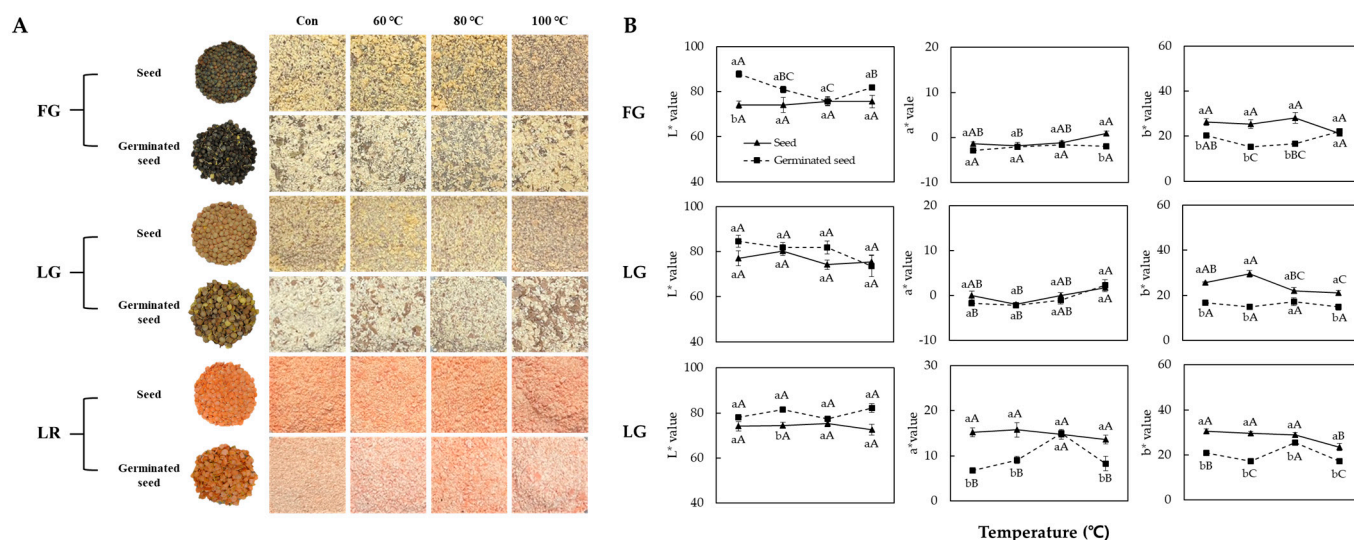 A
Con 60 ℃ 80 ℃ 100 ℃
FG
Seed
Germinated
seed
LG
Seed
Germinated
seed
LR
Seed
Germinated
seed
B
FG
L* value
100
80
60
40
aA aBC aC aB
bA aA aA aA
Seed
Germinated seed
a* vale
20
10
0
-10
aAB aB aAB aA
aA aA aA bA
b* value
60
40
20
0
aA aA aA aA
bAB bC bBC aA
LG
L* value
100
80
60
40
aA aA aA aA
aA aA aA aA
a* value
20
10
0
-10
aAB aB aAB aA
aB aB aAB aA
b* value
60
40
20
0
aAB aA aBC aC
bA bA aA bA
LG
L* value
100
80
60
40
aA aA aA aA
aA bA aA aA
a*value
30
20
10
0
aA aA aA aA
bB bB aA bB
b* value
60
40
20
0
aA aA aA aB
bB bC bA bC
Temperature (℃)